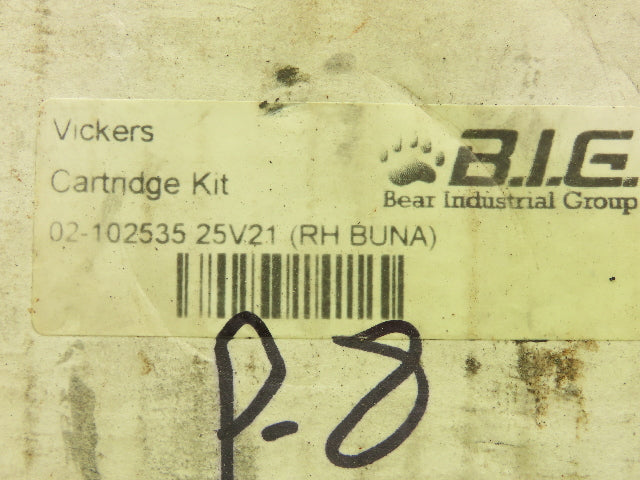 Vickers
B.I.G.
Cartridge Kit
Bear Industrial Group
02-102535 25V21 (RH BUNA)
P-8